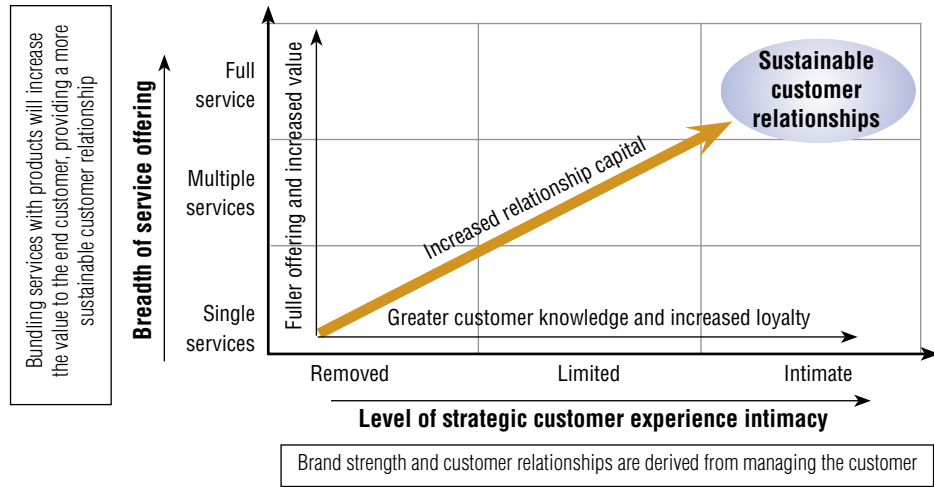 Bundling services with products will increase
the value to the end customer, providing a more
sustainable customer relationship
Breadth of service offering
Full
service
Multiple
services
Single
services
Fuller offering and increased value
Increased relationship capital
Sustainable
customer
relationships
Greater customer knowledge and increased loyalty
Removed
Limited
Intimate
Level of strategic customer experience intimacy
Brand strength and customer relationships are derived from managing the customer